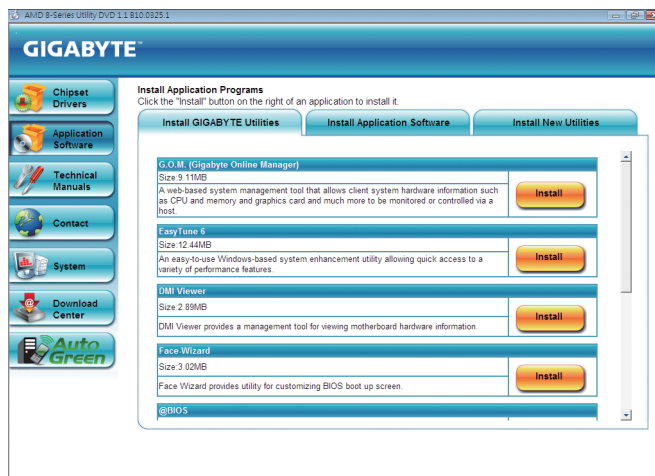 AMD 8-Series Utility DVD 1.1 B10.0325.1
GIGABYTE™
Chipset
Drivers
Application
Software
Technical
Manuals
Contact
System
Download
Center
Auto
Green
Install Application Programs
Click the "Install" button on the right of an application to install it.
Install GIGABYTE Utilities
Install Application Software
Install New Utilities
G.O.M. (Gigabyte Online Manager)
Size:9.11MB
A web-based system management tool that allows client system hardware information such
as CPU and memory and graphics card and much more to be monitored or controlled via a
host.
Install
EasyTune 6
Size:12.44MB
An easy-to-use Windows-based system enhancement utility allowing quick access to a
variety of performance features.
Install
DMI Viewer
Size:2.89MB
DMI Viewer provides a management tool for viewing motherboard hardware information.
Install
Face-Wizard
Size:3.02MB
Face Wizard provides utility for customizing BIOS boot up screen.
Install
@BIOS